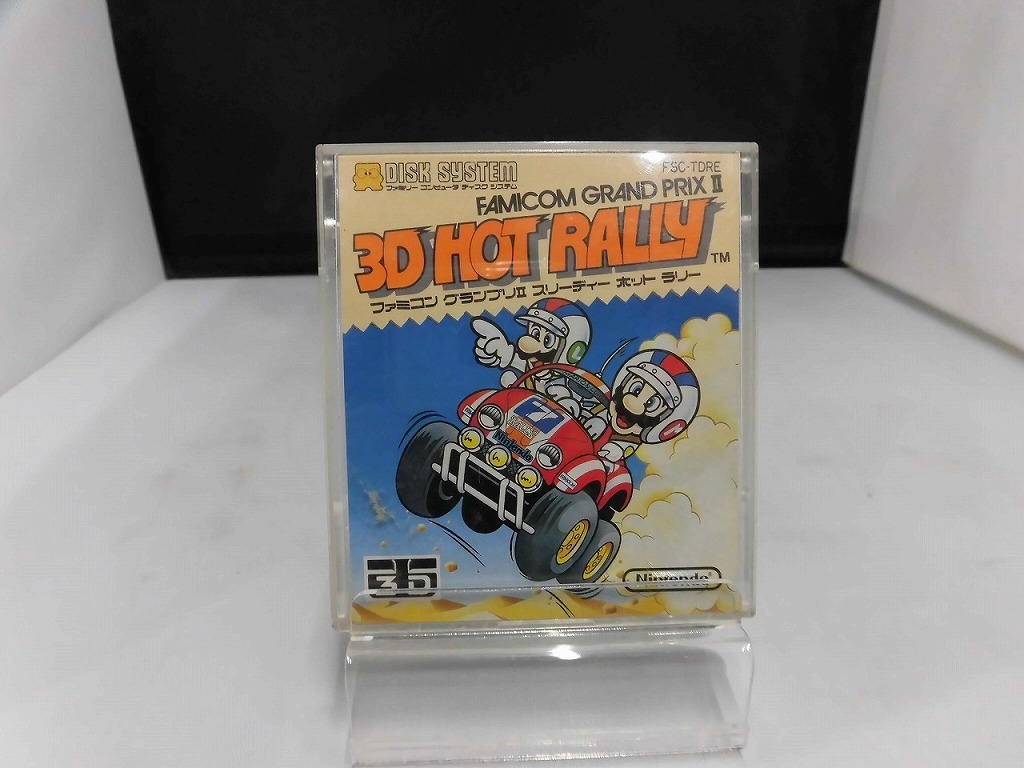 DISK SYSTEM
ファミリー コンピュータ ディスク システム
FSC-TDRE
FAMICOM GRAND PRIX II
3D HOT RALLY TM
ファミコン グランプリII スリーディー ホット ラリー
L
7
Nintendo
3D
Nintendo